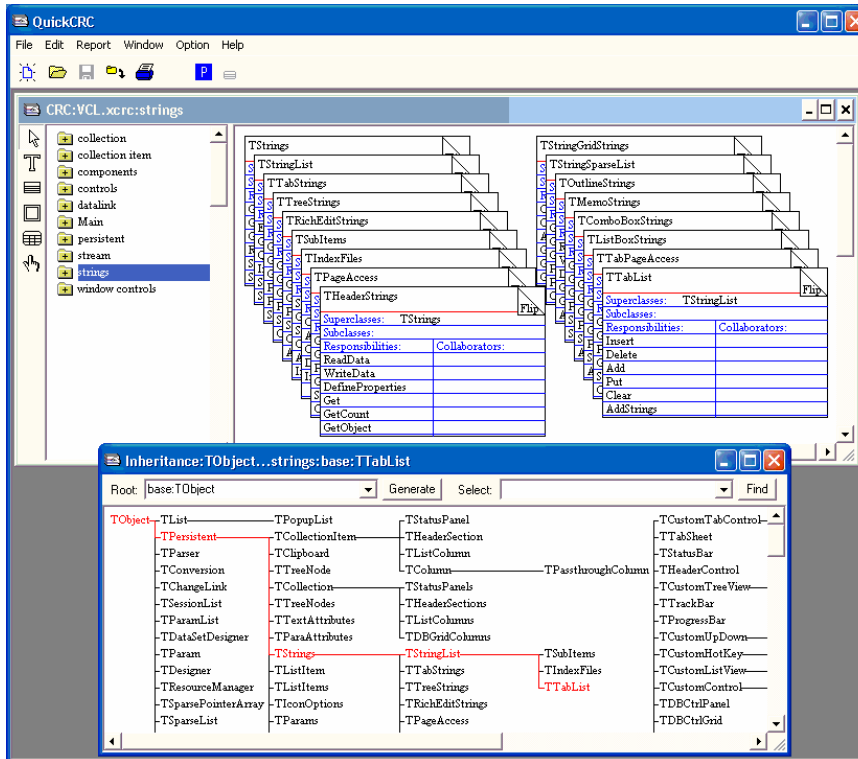 QuickCRC
File Edit Report Window Option Help
P
CRC:VCL.xcrc:strings
collection
collection item
components
controls
datalink
Main
persistent
stream
strings
window controls
TStrings
TStringList
TTabStrings
TTreeStrings
TRichEditStrings
TSubItems
TIndexFiles
TPageAccess
THeaderStrings
Flip
Superclasses: TStrings
Subclasses:
Responsibilities: Collaborators:
ReadData
WriteData
DefineProperties
Get
GetCount
GetObject
TStringGridStrings
TStringSparseList
TOutlineStrings
TMemoStrings
TComboBoxStrings
TListBoxStrings
TTabPageAccess
TTabList
Flip
Superclasses: TStringList
Subclasses:
Responsibilities: Collaborators:
Insert
Delete
Add
Put
Clear
AddStrings
Inheritance:TObject...strings:base:TTabList
Root: base:TObject Generate Select: Find
TObject TList TPopupList TStatusPanel TCustomTabControl
TPersistent TCollectionItem THeaderSection TTabSheet
TParser TClipboard TListColumn TStatusBar
TConversion TTreeNode TColumn TPassthroughColumn THeaderControl
TChangeLink TCollection TStatusPanels TCustomTreeView
TSessionList TTreeNodes THeaderSections TTrackBar
TParamList TTextAttributes TListColumns TProgressBar
TDataSetDesigner TParaAttributes TDBGridColumns TCustomUpDown
TParam TStrings TStringList TSubItems TCustomHotKey
TDesigner TListItem TTabStrings TIndexFiles TCustomListView
TResourceManager TListItems TTreeStrings TTabList TCustomControl
TSparsePointerArray TIconOptions TRichEditStrings TDBCtrlPanel
TSparseList TParams TPageAccess TDBCtrlGrid